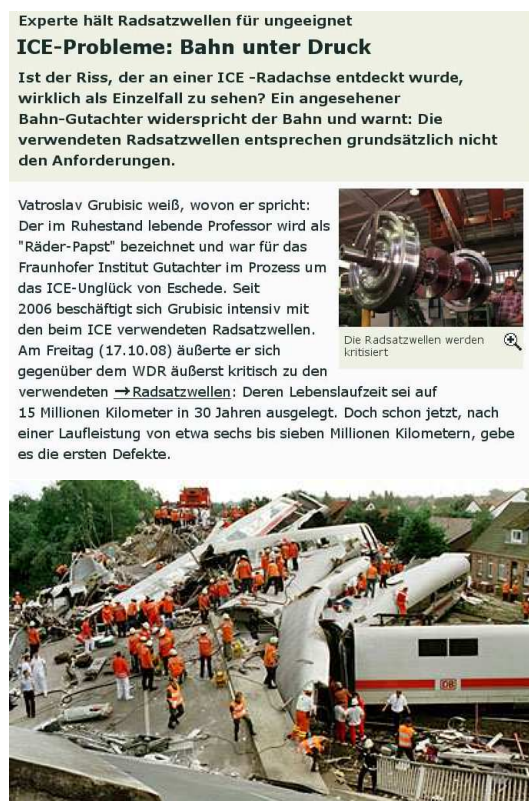 Experte hält Radsatzwellen für ungeeignet
ICE-Probleme: Bahn unter Druck
Ist der Riss, der an einer ICE -Radachse entdeckt wurde,
wirklich als Einzelfall zu sehen? Ein angesehener
Bahn-Gutachter widerspricht der Bahn und warnt: Die
verwendeten Radsatzwellen entsprechen grundsätzlich nicht
den Anforderungen.
Vatroslav Grubisic weiß, wovon er spricht:
Der im Ruhestand lebende Professor wird als
"Räder-Papst" bezeichnet und war für das
Fraunhofer Institut Gutachter im Prozess um
das ICE-Unglück von Eschede. Seit
2006 beschäftigt sich Grubisic intensiv mit
den beim ICE verwendeten Radsatzwellen.
Am Freitag (17.10.08) äußerte er sich
gegenüber dem WDR äußerst kritisch zu den
verwendeten →Radsatzwellen: Deren Lebenslaufzeit sei auf
15 Millionen Kilometer in 30 Jahren ausgelegt. Doch schon jetzt, nach
einer Laufleistung von etwa sechs bis sieben Millionen Kilometern, gebe
es die ersten Defekte.
Die Radsatzwellen werden
kritisiert
DB